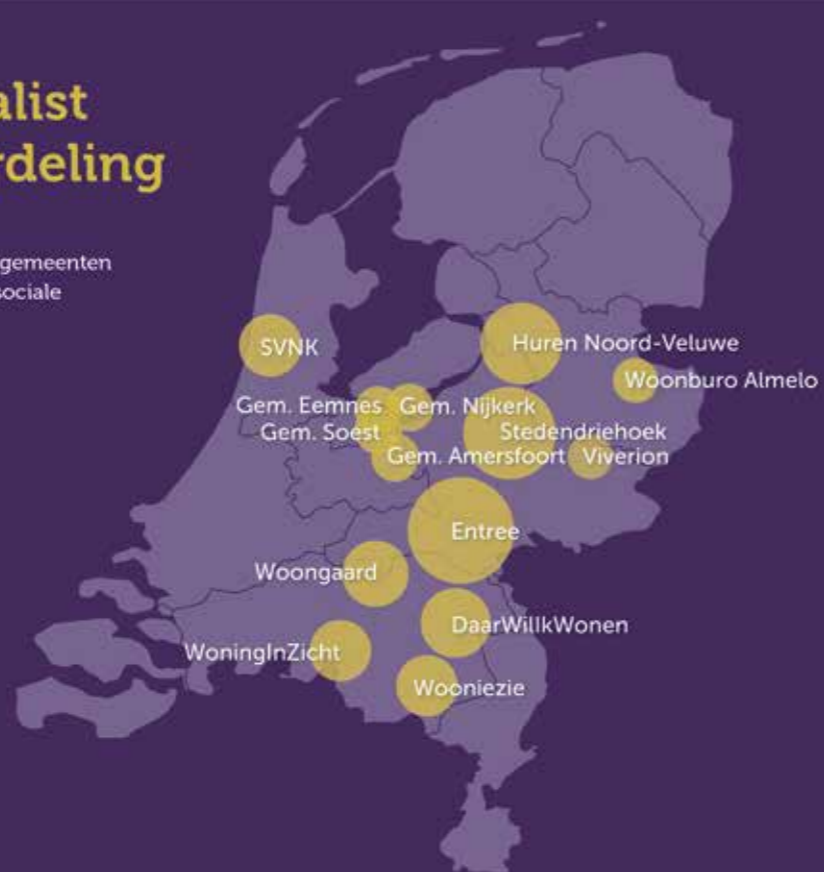 alist
rdeling
gemeenten
sociale
SVNK
Huren Noord-Veluwe
Woonburo Almelo
Gem. Eemnes
Gem. Nijkerk
Gem. Soest
Stedendriehoek
Gem. Amersfoort
Viverion
Entree
Woongaard
DaarWilIkWonen
WoningInZicht
Wooniezie